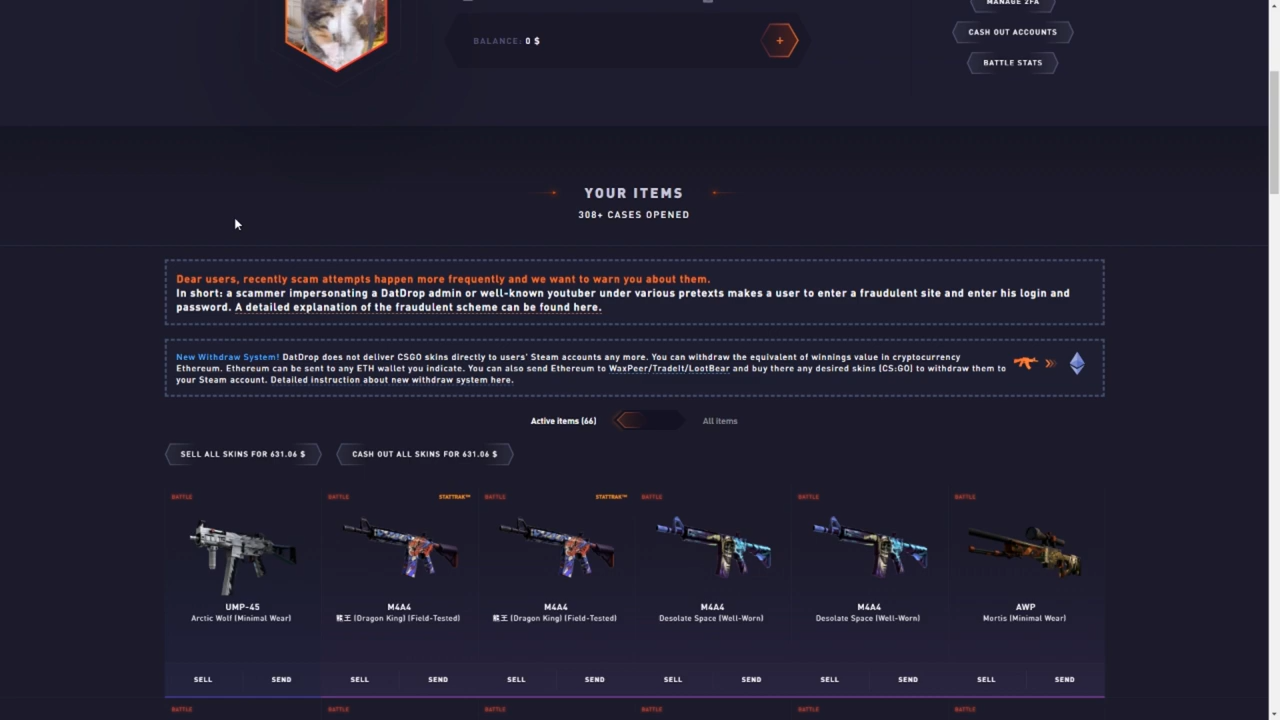 MANAGE 2FA
BALANCE: 0 $
+
CASH OUT ACCOUNTS
BATTLE STATS
YOUR ITEMS
308+ CASES OPENED
Dear users, recently scam attempts happen more frequently and we want to warn you about them.
In short: a scammer impersonating a DatDrop admin or well-known youtuber under various pretexts makes a user to enter a fraudulent site and enter his login and
password. A detailed explanation of the fraudulent scheme can be found here.
New Withdraw System! DatDrop does not deliver CSGO skins directly to users' Steam accounts any more. You can withdraw the equivalent of winnings value in cryptocurrency
Ethereum. Ethereum can be sent to any ETH wallet you indicate. You can also send Ethereum to WaxPeer/TradeIt/LootBear and buy there any desired skins (CS:GO) to withdraw them to
your Steam account. Detailed instruction about new withdraw system here.
Active items (66)
All items
SELL ALL SKINS FOR 631.06 $
CASH OUT ALL SKINS FOR 631.06 $
BATTLE
BATTLE STATTRAK™
BATTLE STATTRAK™
BATTLE
BATTLE
BATTLE
UMP-45
Arctic Wolf (Minimal Wear)
M4A4
龍王 (Dragon King) (Field-Tested)
M4A4
龍王 (Dragon King) (Field-Tested)
M4A4
Desolate Space (Well-Worn)
M4A4
Desolate Space (Well-Worn)
AWP
Mortis (Minimal Wear)
SELL SEND
SELL SEND
SELL SEND
SELL SEND
SELL SEND
SELL SEND
BATTLE
BATTLE
BATTLE
BATTLE
BATTLE
BATTLE